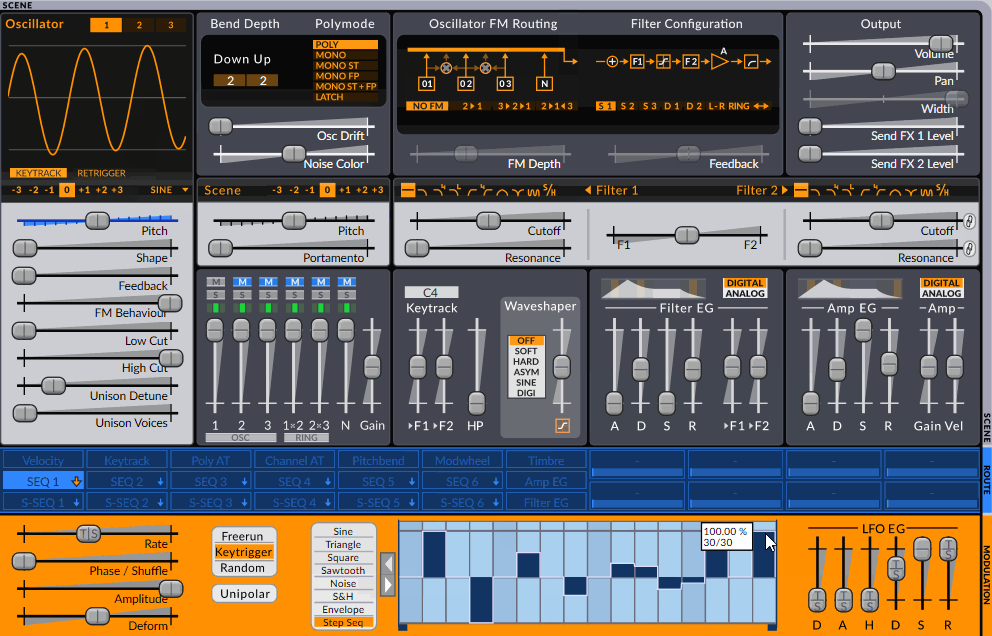 SCENE
Oscillator 1 2 3
KEYTRACK RETRIGGER
-3 -2 -1 0 +1 +2 +3 SINE
Pitch
Shape
Feedback
FM Behaviour
Low Cut
High Cut
Unison Detune
Unison Voices
Bend Depth Polymode
Down Up
2 2
POLY
MONO
MONO ST
MONO FP
MONO ST+FP
LATCH
Osc Drift
Noise Color
Scene -3 -2 -1 0 +1 +2 +3
Pitch
Portamento
Oscillator FM Routing Filter Configuration
01 02 03 N
NO FM 2▸1 3▸2▸1 2▸1◂3
F1 F2 A
S 1 S 2 S 3 D 1 D 2 L-R RING
FM Depth Feedback
S/H Filter 1 Filter 2 S/H
Cutoff
Resonance
F1 F2
Cutoff
Resonance
Output
Volume
Pan
Width
Send FX 1 Level
Send FX 2 Level
M M M M M M
S S S S S S
1 2 3 1×2 2×3 N Gain
OSC RING
C4
Keytrack
▸F1 ▸F2 HP
Waveshaper
OFF
SOFT
HARD
ASYM
SINE
DIGI
DIGITAL
ANALOG
Filter EG
A D S R ▸F1 ▸F2
DIGITAL
ANALOG
Amp EG Amp
A D S R Gain Vel
SCENE
Velocity Keytrack Poly AT Channel AT Pitchbend Modwheel Timbre - - - -
SEQ 1 SEQ 2 SEQ 3 SEQ 4 SEQ 5 SEQ 6 Amp EG
S-SEQ 1 S-SEQ 2 S-SEQ 3 S-SEQ 4 S-SEQ 5 S-SEQ 6 Filter EG - - - -
ROUTE
T S
Rate
Phase / Shuffle
Amplitude
Deform
Freerun
Keytrigger
Random
Unipolar
Sine
Triangle
Square
Sawtooth
Noise
S&H
Envelope
Step Seq
100.00 %
30/30
LFO EG
T S T S T S T S T S
D A H D S R
MODULATION